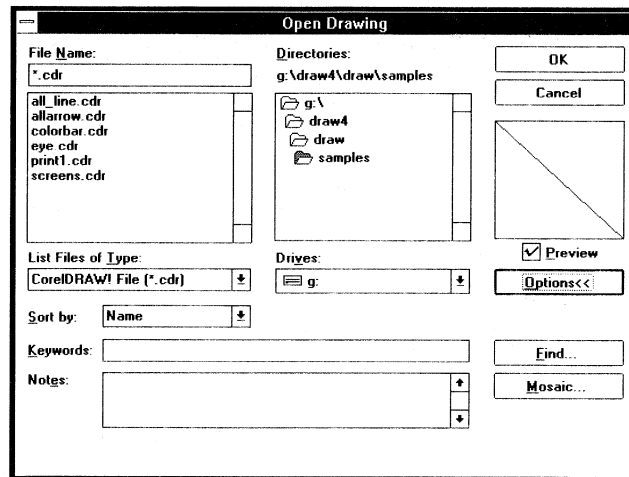 Open Drawing
File Name:
*.cdr
all_line.cdr
allarrow.cdr
colorbar.cdr
eye.cdr
print1.cdr
screens.cdr
List Files of Type:
CorelDRAW! File (*.cdr)
Sort by: Name
Keywords:
Notes:
Directories:
g:\draw4\draw\samples
g:\
draw4
draw
samples
Drives:
g:
OK
Cancel
Preview
Options<<
Find...
Mosaic...